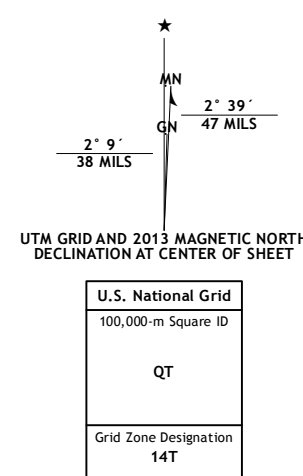 MN
GN
2° 39´
47 MILS
2° 9´
38 MILS
UTM GRID AND 2013 MAGNETIC NORTH
DECLINATION AT CENTER OF SHEET
U.S. National Grid
100,000-m Square ID
QT
Grid Zone Designation
14T